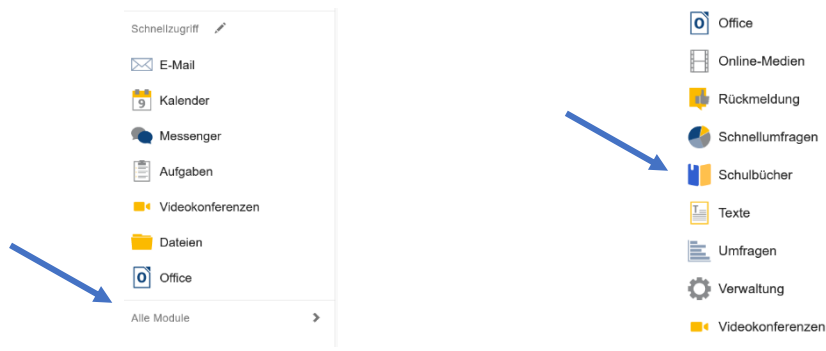 Schnellzugriff
E-Mail
9
Kalender
Messenger
Aufgaben
Videokonferenzen
Dateien
O
Office
Alle Module
O
Office
Online-Medien
Rückmeldung
Schnellumfragen
Schulbücher
T
Texte
Umfragen
Verwaltung
Videokonferenzen